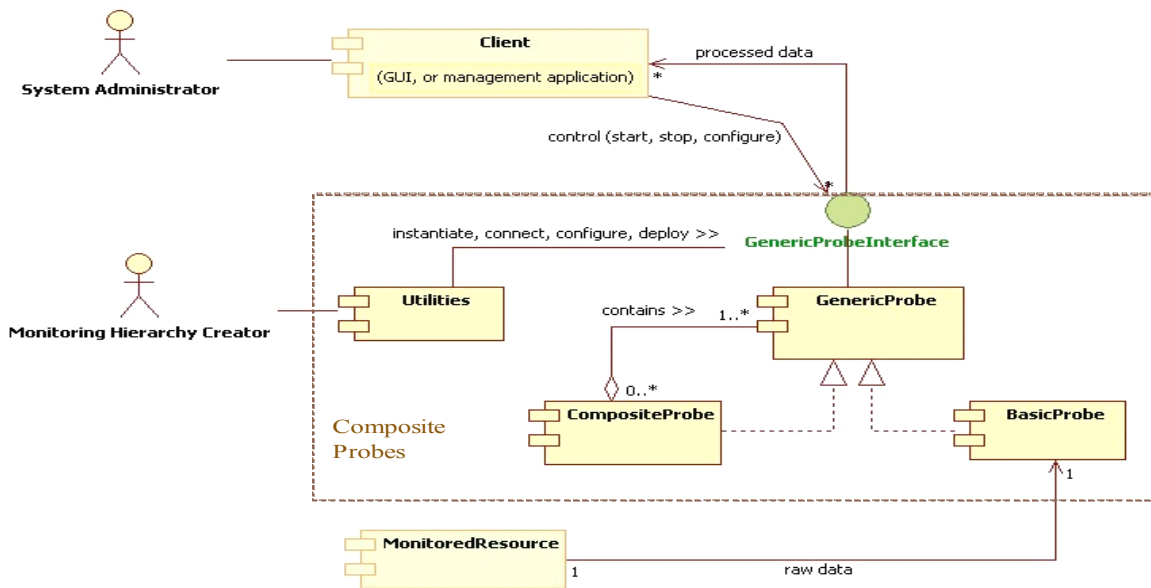 Client
processed data
(GUI, or management application)
*
System Administrator
control (start, stop, configure)
*
instantiate, connect, configure, deploy >>
GenericProbeInterface
Utilities
GenericProbe
contains >>
1..*
Monitoring Hierarchy Creator
0..*
CompositeProbe
BasicProbe
Composite
Probes
1
MonitoredResource
1
raw data